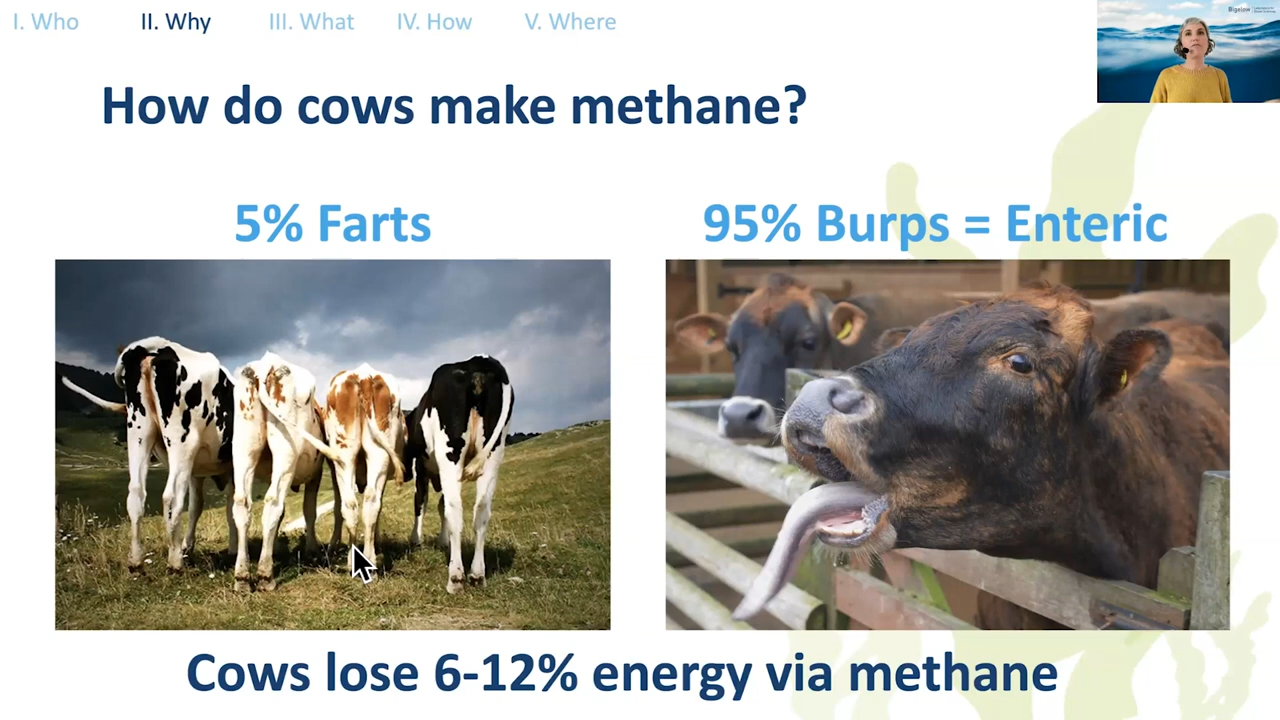 I. Who
II. Why
III. What
IV. How
V. Where
Bigelow
How do cows make methane?
5% Farts
95% Burps = Enteric
Cows lose 6-12% energy via methane